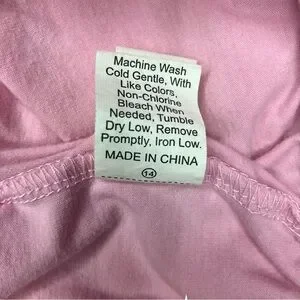 Machine Wash
Cold Gentle, With
Like Colors,
Non-Chlorine
Bleach When
Needed, Tumble
Dry Low, Remove
Promptly, Iron Low.
MADE IN CHINA
14